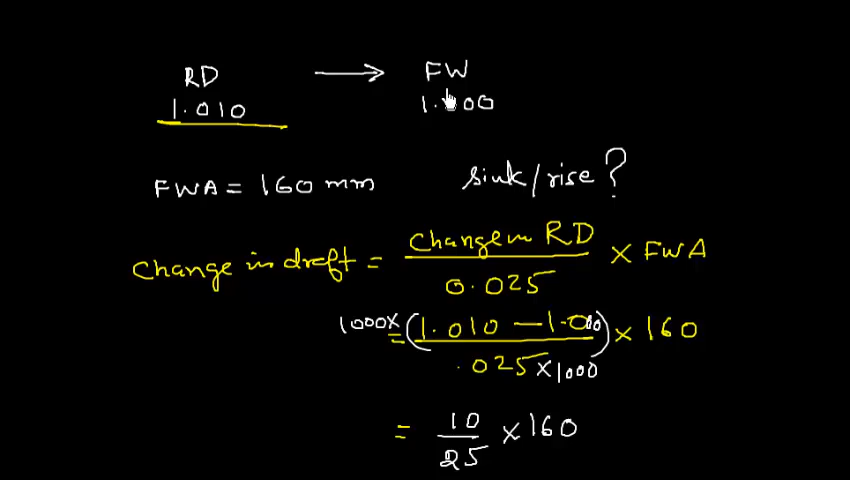 RD → FW
1.010 1.000
FWA = 160 mm sink/rise?
Change in draft = Change in RD / 0.025 × FWA
1000× = (1.010 − 1.000) / .025 × 1000 × 160
= 10 / 25 × 160